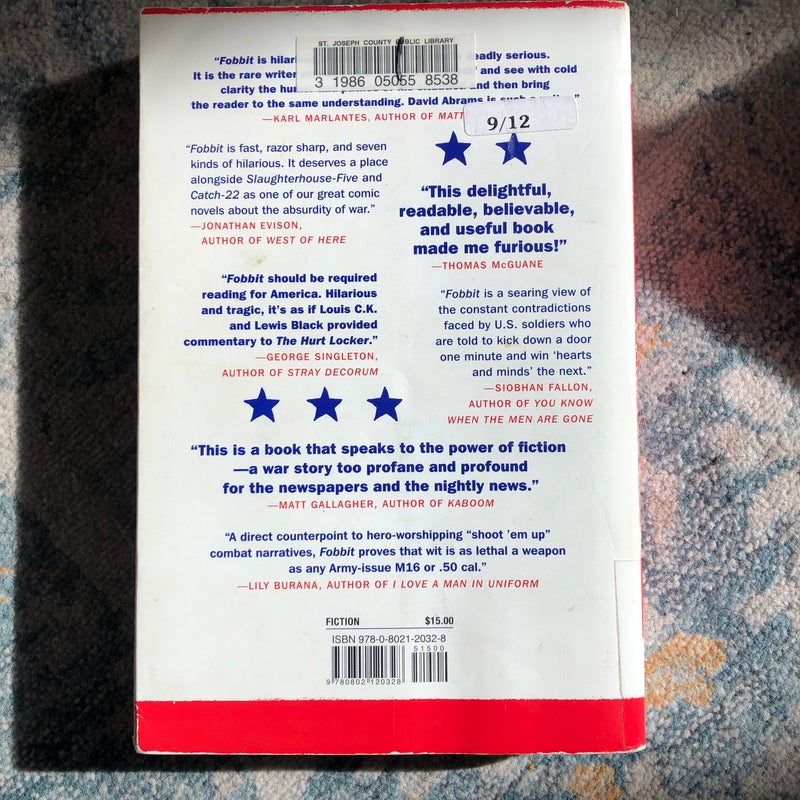 ST. JOSEPH COUNTY PUBLIC LIBRARY
3 1986 05055 8538
"Fobbit is hilar eadly serious.
It is the rare writer and see with cold
clarity the hu and then bring
the reader to the same understanding. David Abrams is such a
—KARL MARLANTES, AUTHOR OF MATT
9/12
"Fobbit is fast, razor sharp, and seven
kinds of hilarious. It deserves a place
alongside Slaughterhouse-Five and
Catch-22 as one of our great comic
novels about the absurdity of war."
—JONATHAN EVISON,
AUTHOR OF WEST OF HERE
"This delightful,
readable, believable,
and useful book
made me furious!"
—THOMAS McGUANE
"Fobbit should be required
reading for America. Hilarious
and tragic, it's as if Louis C.K.
and Lewis Black provided
commentary to The Hurt Locker."
—GEORGE SINGLETON,
AUTHOR OF STRAY DECORUM
"Fobbit is a searing view of
the constant contradictions
faced by U.S. soldiers who
are told to kick down a door
one minute and win 'hearts
and minds' the next."
—SIOBHAN FALLON,
AUTHOR OF YOU KNOW
WHEN THE MEN ARE GONE
"This is a book that speaks to the power of fiction
—a war story too profane and profound
for the newspapers and the nightly news."
—MATT GALLAGHER, AUTHOR OF KABOOM
"A direct counterpoint to hero-worshipping "shoot 'em up"
combat narratives, Fobbit proves that wit is as lethal a weapon
as any Army-issue M16 or .50 cal."
—LILY BURANA, AUTHOR OF I LOVE A MAN IN UNIFORM
FICTION $15.00
ISBN 978-0-8021-2032-8
51500
9 780802 120328